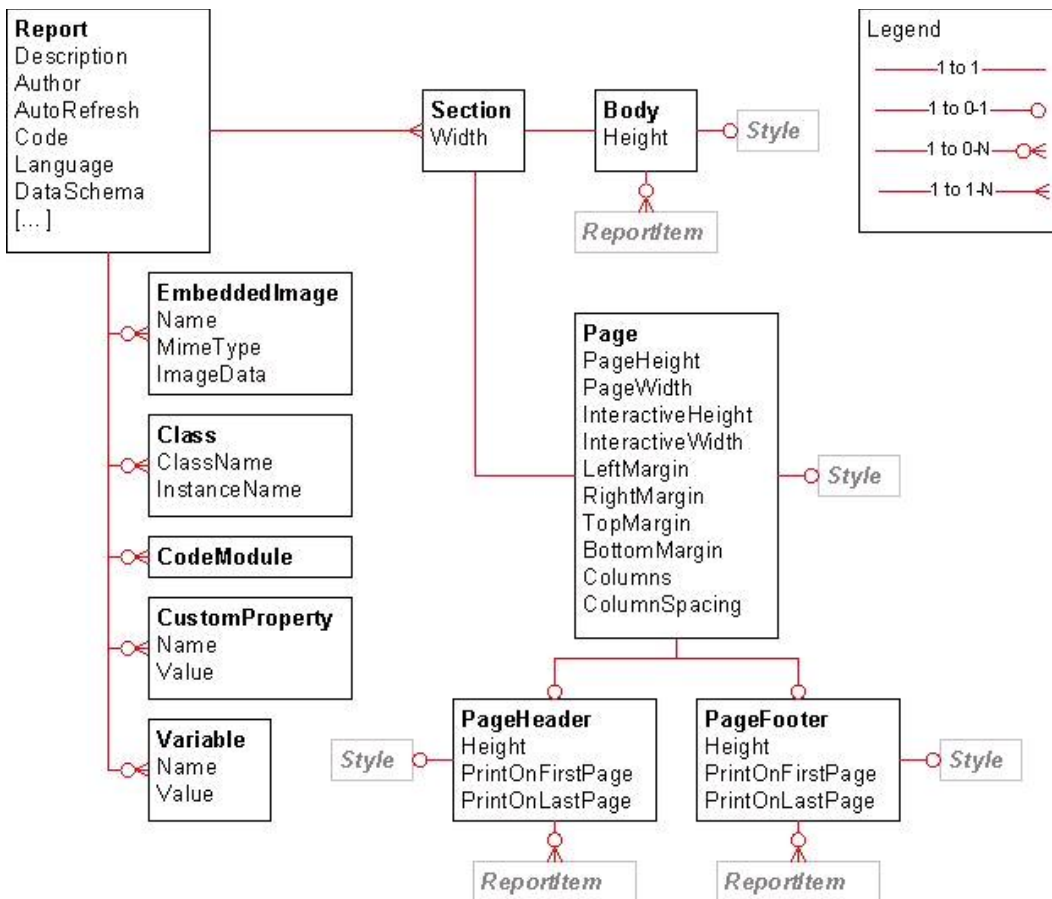 Report
Description
Author
AutoRefresh
Code
Language
DataSchema
[... ]
Section
Width
Body
Height
Style
ReportItem
Legend
1 to 1
1 to 0-1
1 to 0-N
1 to 1-N
EmbeddedImage
Name
MimeType
ImageData
Class
ClassName
InstanceName
CodeModule
CustomProperty
Name
Value
Variable
Name
Value
Page
PageHeight
PageWidth
InteractiveHeight
InteractiveWidth
LeftMargin
RightMargin
TopMargin
BottomMargin
Columns
ColumnSpacing
Style
Style
PageHeader
Height
PrintOnFirstPage
PrintOnLastPage
ReportItem
PageFooter
Height
PrintOnFirstPage
PrintOnLastPage
Style
ReportItem